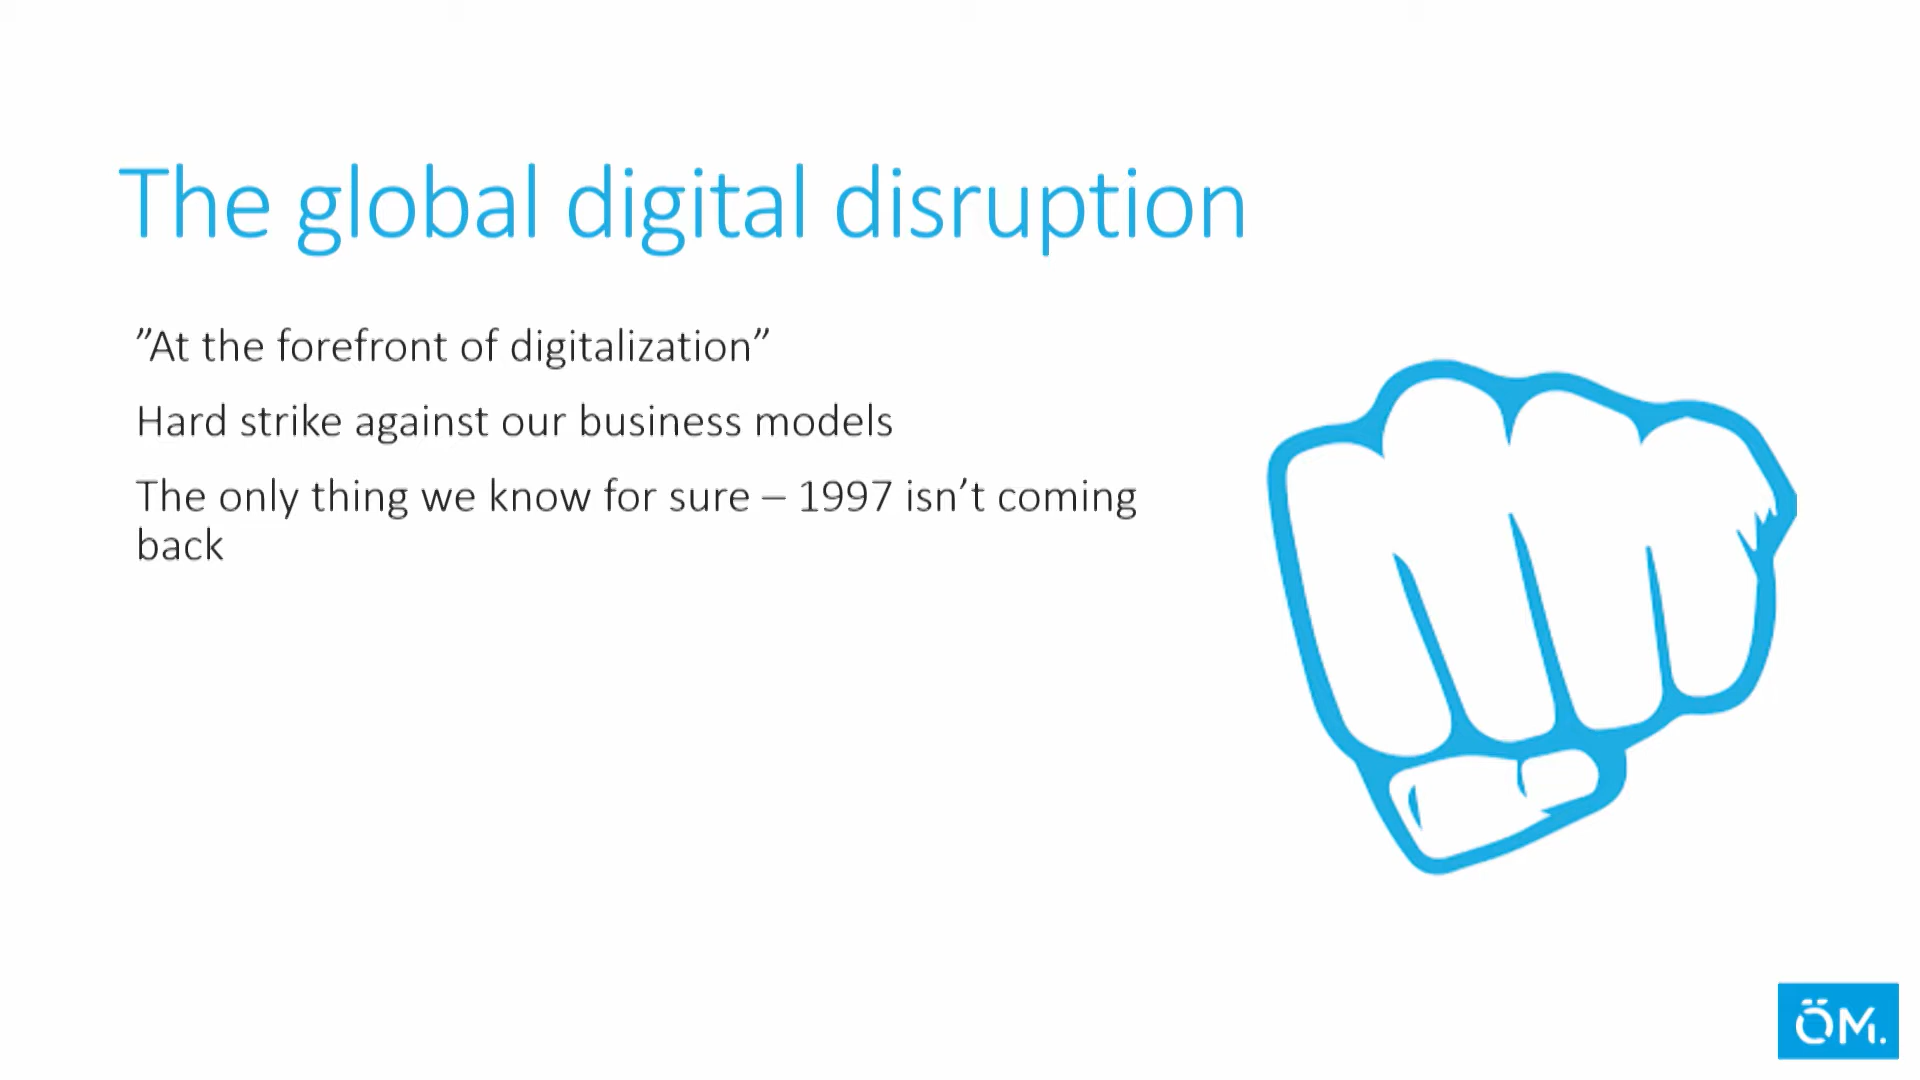 The global digital disruption
”At the forefront of digitalization”
Hard strike against our business models
The only thing we know for sure – 1997 isn’t coming
back
ÖM.